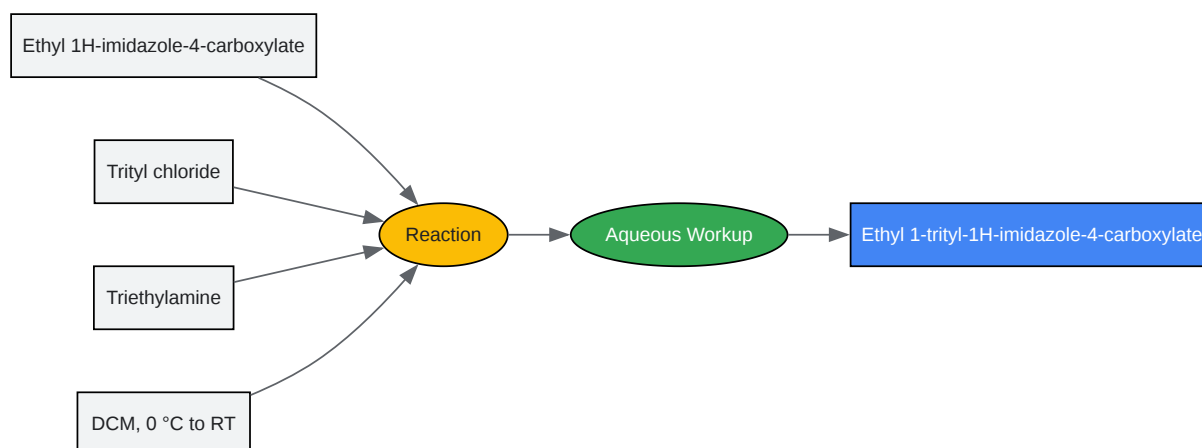 Ethyl 1H-imidazole-4-carboxylate
Trityl chloride
Triethylamine
DCM, 0 °C to RT
Reaction
Aqueous Workup
Ethyl 1-trityl-1H-imidazole-4-carboxylate